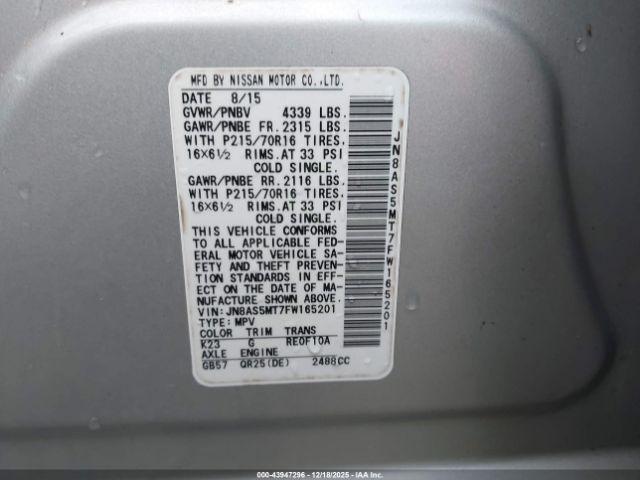 MFD BY NISSAN MOTOR CO.,LTD.
DATE 8/15
GVWR/PNBV 4339 LBS.
GAWR/PNBE FR. 2315 LBS.
WITH P215/70R16 TIRES.
16X6½ RIMS.AT 33 PSI
COLD SINGLE.
GAWR/PNBE RR. 2116 LBS.
WITH P215/70R16 TIRES.
16X6½ RIMS.AT 33 PSI
COLD SINGLE.
THIS VEHICLE CONFORMS
TO ALL APPLICABLE FED-
ERAL MOTOR VEHICLE SA-
FETY AND THEFT PREVEN-
TION STANDARDS IN EFF-
ECT ON THE DATE OF MA-
NUFACTURE SHOWN ABOVE.
VIN:JN8AS5MT7FW165201
TYPE:MPV
COLOR TRIM TRANS
K23 G RE0F10A
AXLE ENGINE
GB57 QR25(DE) 2488CC
JN8AS5MT7FW165201
000-43947296 - 12/18/2025 - IAAI.COM